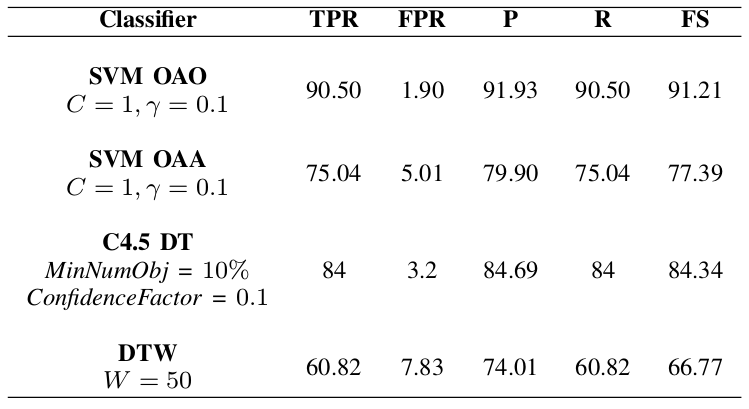 Classifier TPR FPR P R FS
SVM OAO
C = 1, γ = 0.1 90.50 1.90 91.93 90.50 91.21
SVM OAA
C = 1, γ = 0.1 75.04 5.01 79.90 75.04 77.39
C4.5 DT
MinNumObj = 10% 84 3.2 84.69 84 84.34
ConfidenceFactor = 0.1
DTW
W = 50 60.82 7.83 74.01 60.82 66.77